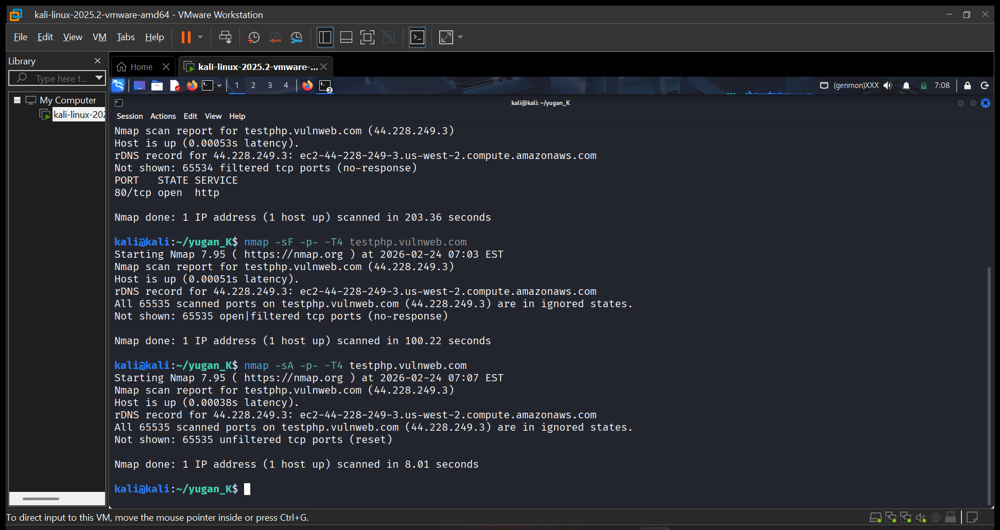 kali-linux-2025.2-vmware-amd64 - VMware Workstation
File Edit View VM Tabs Help
Library
Home
kali-linux-2025.2-vmware-...
Type here t...
1 2 3 4
2
(genmon)XXX
7:08
My Computer
kali-linux-202
kali@kali: ~/yugan_K
Session Actions Edit View Help
Nmap scan report for testphp.vulnweb.com (44.228.249.3)
Host is up (0.00053s latency).
rDNS record for 44.228.249.3: ec2-44-228-249-3.us-west-2.compute.amazonaws.com
Not shown: 65534 filtered tcp ports (no-response)
PORT   STATE SERVICE
80/tcp open  http
Nmap done: 1 IP address (1 host up) scanned in 203.36 seconds
kali@kali:~/yugan_K$ nmap -sF -p- -T4 testphp.vulnweb.com
Starting Nmap 7.95 ( https://nmap.org ) at 2026-02-24 07:03 EST
Nmap scan report for testphp.vulnweb.com (44.228.249.3)
Host is up (0.00051s latency).
rDNS record for 44.228.249.3: ec2-44-228-249-3.us-west-2.compute.amazonaws.com
All 65535 scanned ports on testphp.vulnweb.com (44.228.249.3) are in ignored states.
Not shown: 65535 open|filtered tcp ports (no-response)
Nmap done: 1 IP address (1 host up) scanned in 100.22 seconds
kali@kali:~/yugan_K$ nmap -sA -p- -T4 testphp.vulnweb.com
Starting Nmap 7.95 ( https://nmap.org ) at 2026-02-24 07:07 EST
Nmap scan report for testphp.vulnweb.com (44.228.249.3)
Host is up (0.00038s latency).
rDNS record for 44.228.249.3: ec2-44-228-249-3.us-west-2.compute.amazonaws.com
All 65535 scanned ports on testphp.vulnweb.com (44.228.249.3) are in ignored states.
Not shown: 65535 unfiltered tcp ports (reset)
Nmap done: 1 IP address (1 host up) scanned in 8.01 seconds
kali@kali:~/yugan_K$
To direct input to this VM, move the mouse pointer inside or press Ctrl+G.